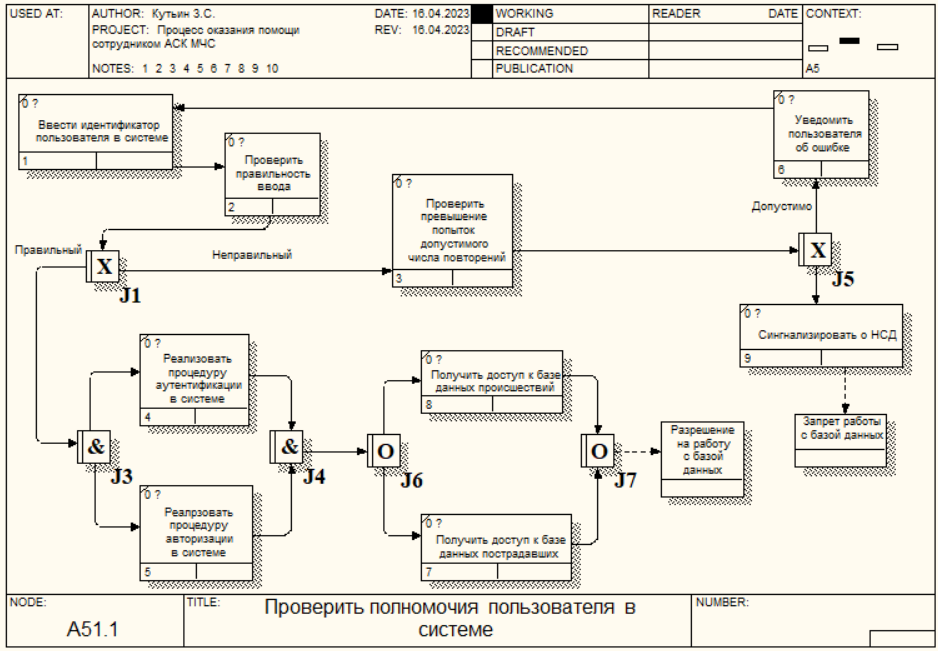 USED AT:
AUTHOR: Кутьин З.С.
DATE: 16.04.2023
WORKING
READER
DATE
CONTEXT:
PROJECT: Процесс оказания помощи
REV: 16.04.2023
DRAFT
сотрудником АСК МЧС
RECOMMENDED
NOTES: 1 2 3 4 5 6 7 8 9 10
PUBLICATION
A5
0 ?
Ввести идентификатор
пользователя в системе
1
0 ?
Проверить
правильность
ввода
2
0 ?
Проверить
превышение
попыток
допустимого
числа повторений
3
0 ?
Уведомить
пользователя
об ошибке
6
Допустимо
Правильный
X
J1
Неправильный
X
J5
0 ?
Сингнализировать о НСД
9
0 ?
Реализовать
процедуру
аутентификации
в системе
4
0 ?
Получить доступ к базе
данных происшествий
8
Запрет работы
с базой данных
&
J3
&
J4
O
J6
O
J7
Разрешение
на работу
с базой
данных
0 ?
Реалрзовать
процедуру
авторизации
в системе
5
0 ?
Получить доступ к базе
данных пострадавших
7
NODE:
A51.1
TITLE:
Проверить полномочия пользователя в
системе
NUMBER: